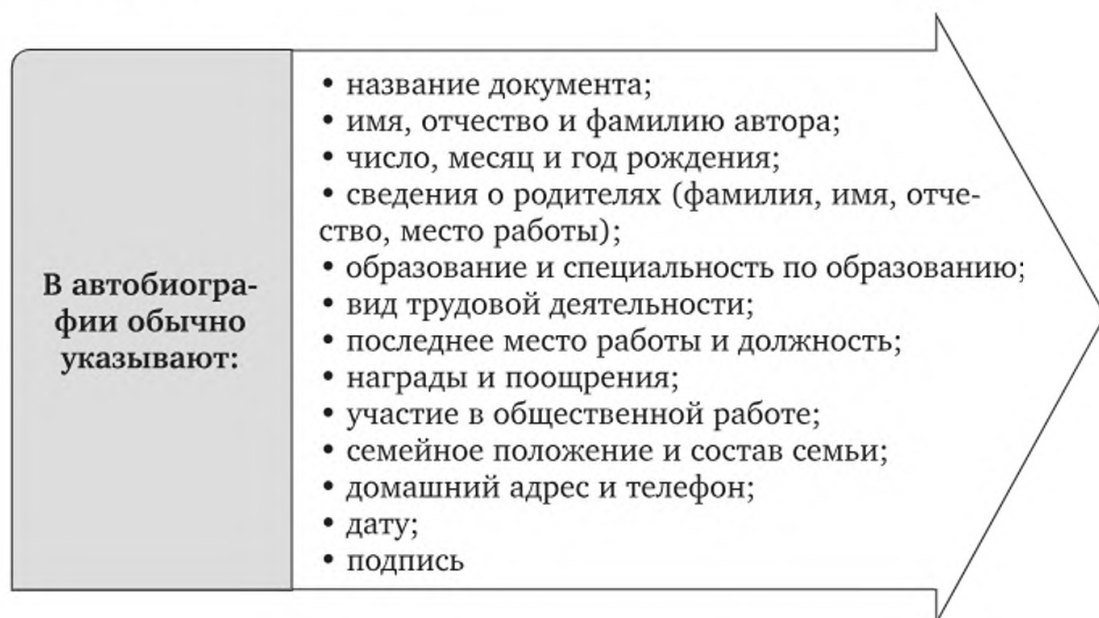 В автобиогра-
фии обычно
указывают:
• название документа;
• имя, отчество и фамилию автора;
• число, месяц и год рождения;
• сведения о родителях (фамилия, имя, отче-
ство, место работы);
• образование и специальность по образованию;
• вид трудовой деятельности;
• последнее место работы и должность;
• награды и поощрения;
• участие в общественной работе;
• семейное положение и состав семьи;
• домашний адрес и телефон;
• дату;
• подпись